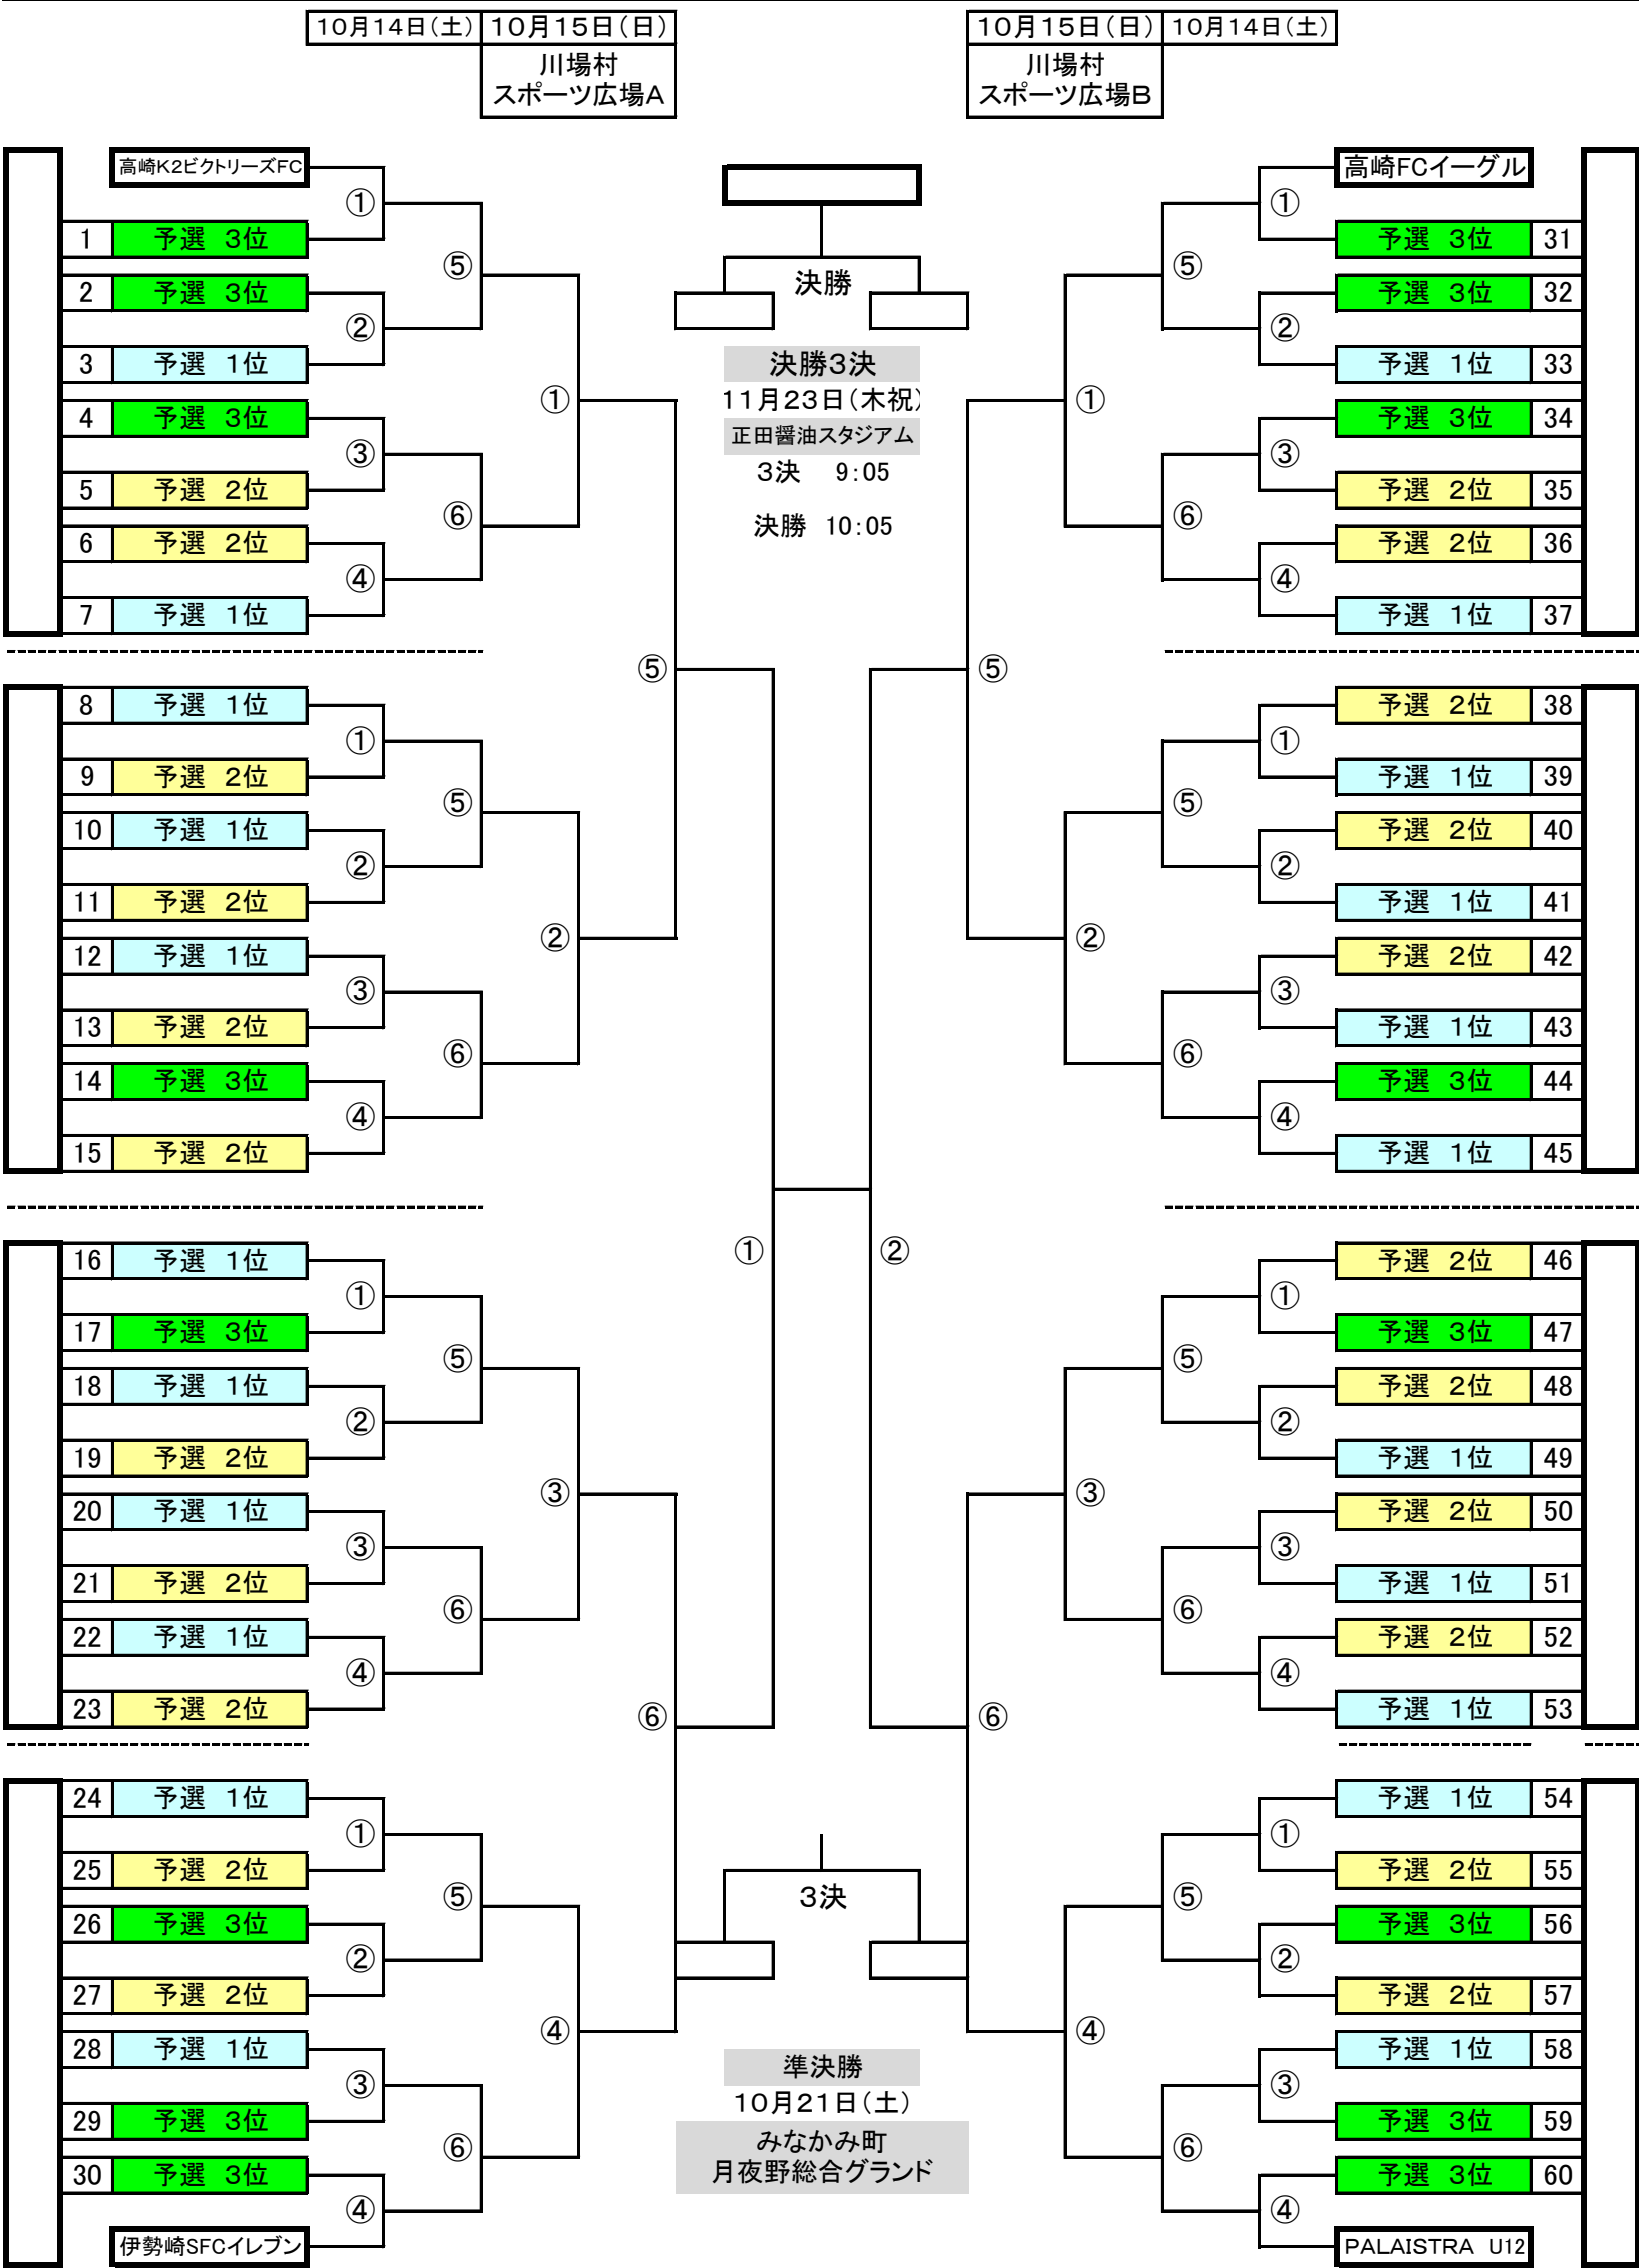 10月14日(土) 10月15日(日) 10月15日(日) 10月14日(土)
川場村 川場村
スポーツ広場A スポーツ広場B
高崎K2ビクトリーズFC
①
1 予選 3位
⑤
2 予選 3位
②
3 予選 1位
①
4 予選 3位
③
5 予選 2位
⑥
6 予選 2位
④
7 予選 1位
⑤
8 予選 1位
①
9 予選 2位
⑤
10 予選 1位
②
11 予選 2位
②
12 予選 1位
③
13 予選 2位
⑥
14 予選 3位
④
15 予選 2位
①
16 予選 1位
①
17 予選 3位
⑤
18 予選 1位
②
19 予選 2位
③
20 予選 1位
③
21 予選 2位
⑥
22 予選 1位
④
23 予選 2位
⑥
24 予選 1位
①
25 予選 2位
⑤
26 予選 3位
②
27 予選 2位
④
28 予選 1位
③
29 予選 3位
⑥
30 予選 3位
④
伊勢崎SFCイレブン
決勝
決勝3決
11月23日(木祝)
正田醤油スタジアム
3決 9:05
決勝 10:05
3決
準決勝
10月21日(土)
みなかみ町
月夜野総合グランド
高崎FCイーグル
①
予選 3位 31
⑤
予選 3位 32
②
予選 1位 33
①
予選 3位 34
③
予選 2位 35
⑥
予選 2位 36
④
予選 1位 37
⑤
予選 2位 38
①
予選 1位 39
⑤
予選 2位 40
②
予選 1位 41
②
予選 2位 42
③
予選 1位 43
⑥
予選 3位 44
④
予選 1位 45
②
予選 2位 46
①
予選 3位 47
⑤
予選 2位 48
②
予選 1位 49
③
予選 2位 50
③
予選 1位 51
⑥
予選 2位 52
④
予選 1位 53
⑥
予選 1位 54
①
予選 2位 55
⑤
予選 3位 56
②
予選 2位 57
④
予選 1位 58
③
予選 3位 59
⑥
予選 3位 60
④
PALAISTRA U12